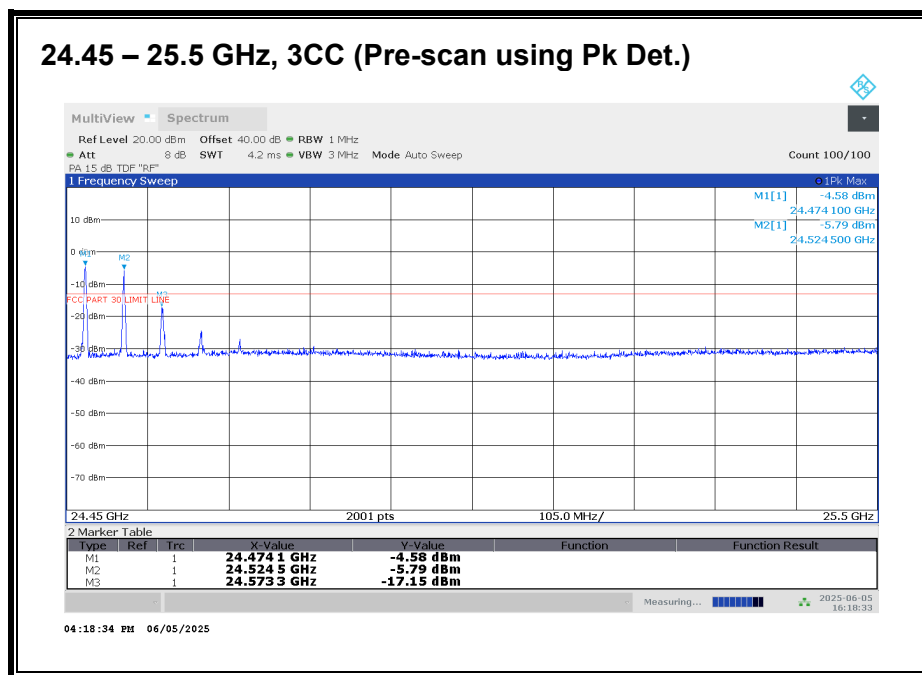 24.45 – 25.5 GHz, 3CC (Pre-scan using Pk Det.)
R&S
MultiView Spectrum
Ref Level 20.00 dBm Offset 40.00 dB RBW 1 MHz
Att 8 dB SWT 4.2 ms VBW 3 MHz Mode Auto Sweep Count 100/100
PA 15 dB TDF "RF"
1 Frequency Sweep 1Pk Max
M1[1] -4.58 dBm
24.474 100 GHz
M2[1] -5.79 dBm
24.524 500 GHz
10 dBm
0 dBm
M1
M2
-10 dBm
M3
FCC PART 30 LIMIT LINE
-20 dBm
-30 dBm
-40 dBm
-50 dBm
-60 dBm
-70 dBm
24.45 GHz 2001 pts 105.0 MHz/ 25.5 GHz
2 Marker Table
Type Ref Trc X-Value Y-Value Function Function Result
M1 1 24.474 1 GHz -4.58 dBm
M2 1 24.524 5 GHz -5.79 dBm
M3 1 24.573 3 GHz -17.15 dBm
Measuring... 2025-06-05
16:18:33
04:18:34 PM 06/05/2025